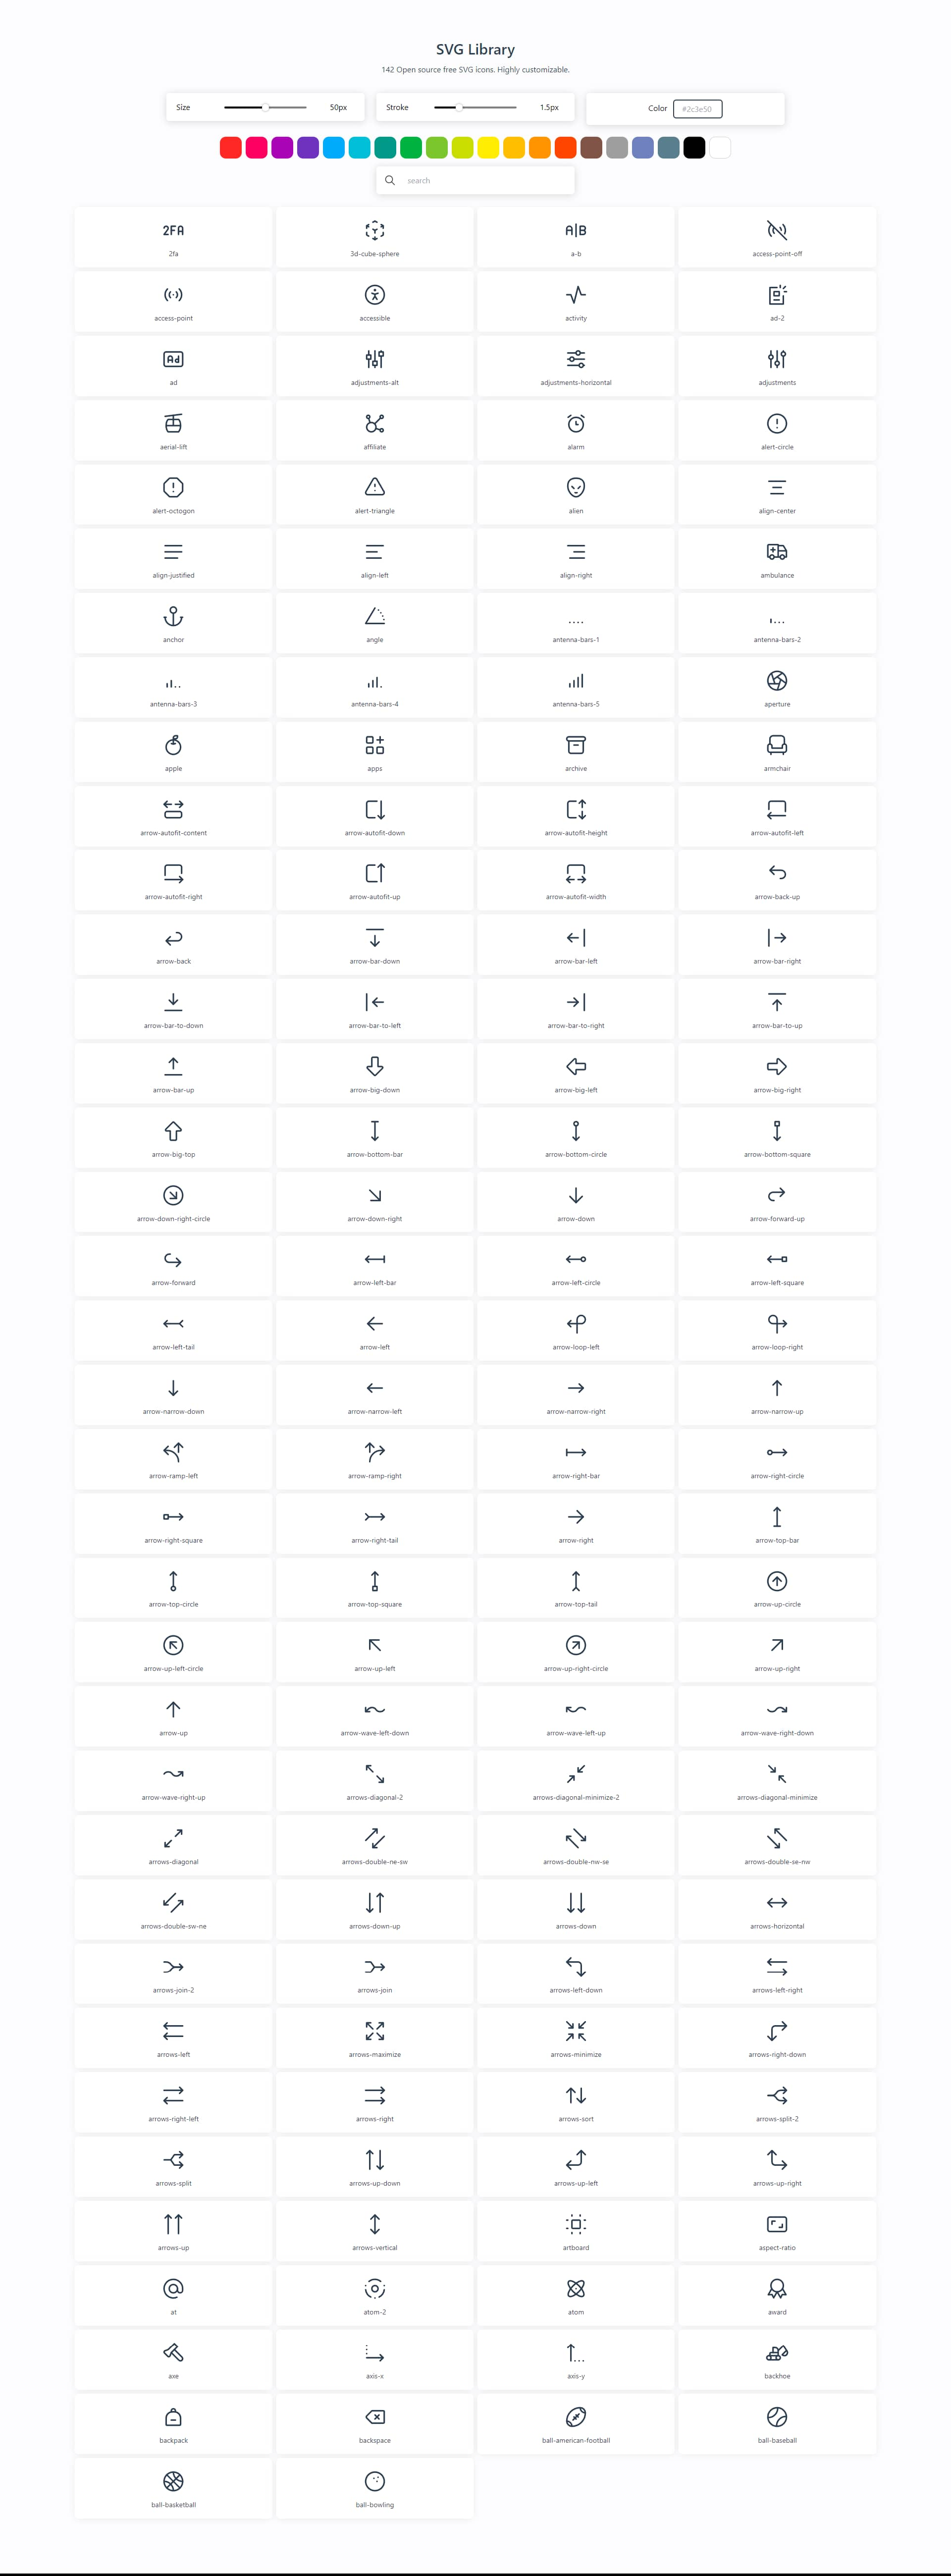 SVG Library
142 Open source free SVG icons. Highly customizable.
Size 50px Stroke 1.5px Color #2c3e50
search
2FA A|B
2fa 3d-cube-sphere a-b access-point-off
access-point accessible activity ad-2
Ad
ad adjustments-alt adjustments-horizontal adjustments
aerial-lift affiliate alarm alert-circle
alert-octogon alert-triangle alien align-center
align-justified align-left align-right ambulance
anchor angle antenna-bars-1 antenna-bars-2
antenna-bars-3 antenna-bars-4 antenna-bars-5 aperture
apple apps archive armchair
arrow-autofit-content arrow-autofit-down arrow-autofit-height arrow-autofit-left
arrow-autofit-right arrow-autofit-up arrow-autofit-width arrow-back-up
arrow-back arrow-bar-down arrow-bar-left arrow-bar-right
arrow-bar-to-down arrow-bar-to-left arrow-bar-to-right arrow-bar-to-up
arrow-bar-up arrow-big-down arrow-big-left arrow-big-right
arrow-big-top arrow-bottom-bar arrow-bottom-circle arrow-bottom-square
arrow-down-right-circle arrow-down-right arrow-down arrow-forward-up
arrow-forward arrow-left-bar arrow-left-circle arrow-left-square
arrow-left-tail arrow-left arrow-loop-left arrow-loop-right
arrow-narrow-down arrow-narrow-left arrow-narrow-right arrow-narrow-up
arrow-ramp-left arrow-ramp-right arrow-right-bar arrow-right-circle
arrow-right-square arrow-right-tail arrow-right arrow-top-bar
arrow-top-circle arrow-top-square arrow-top-tail arrow-up-circle
arrow-up-left-circle arrow-up-left arrow-up-right-circle arrow-up-right
arrow-up arrow-wave-left-down arrow-wave-left-up arrow-wave-right-down
arrow-wave-right-up arrows-diagonal-2 arrows-diagonal-minimize-2 arrows-diagonal-minimize
arrows-diagonal arrows-double-ne-sw arrows-double-nw-se arrows-double-se-nw
arrows-double-sw-ne arrows-down-up arrows-down arrows-horizontal
arrows-join-2 arrows-join arrows-left-down arrows-left-right
arrows-left arrows-maximize arrows-minimize arrows-right-down
arrows-right-left arrows-right arrows-sort arrows-split-2
arrows-split arrows-up-down arrows-up-left arrows-up-right
arrows-up arrows-vertical artboard aspect-ratio
at atom-2 atom award
axe axis-x axis-y backhoe
backpack backspace ball-american-football ball-baseball
ball-basketball ball-bowling